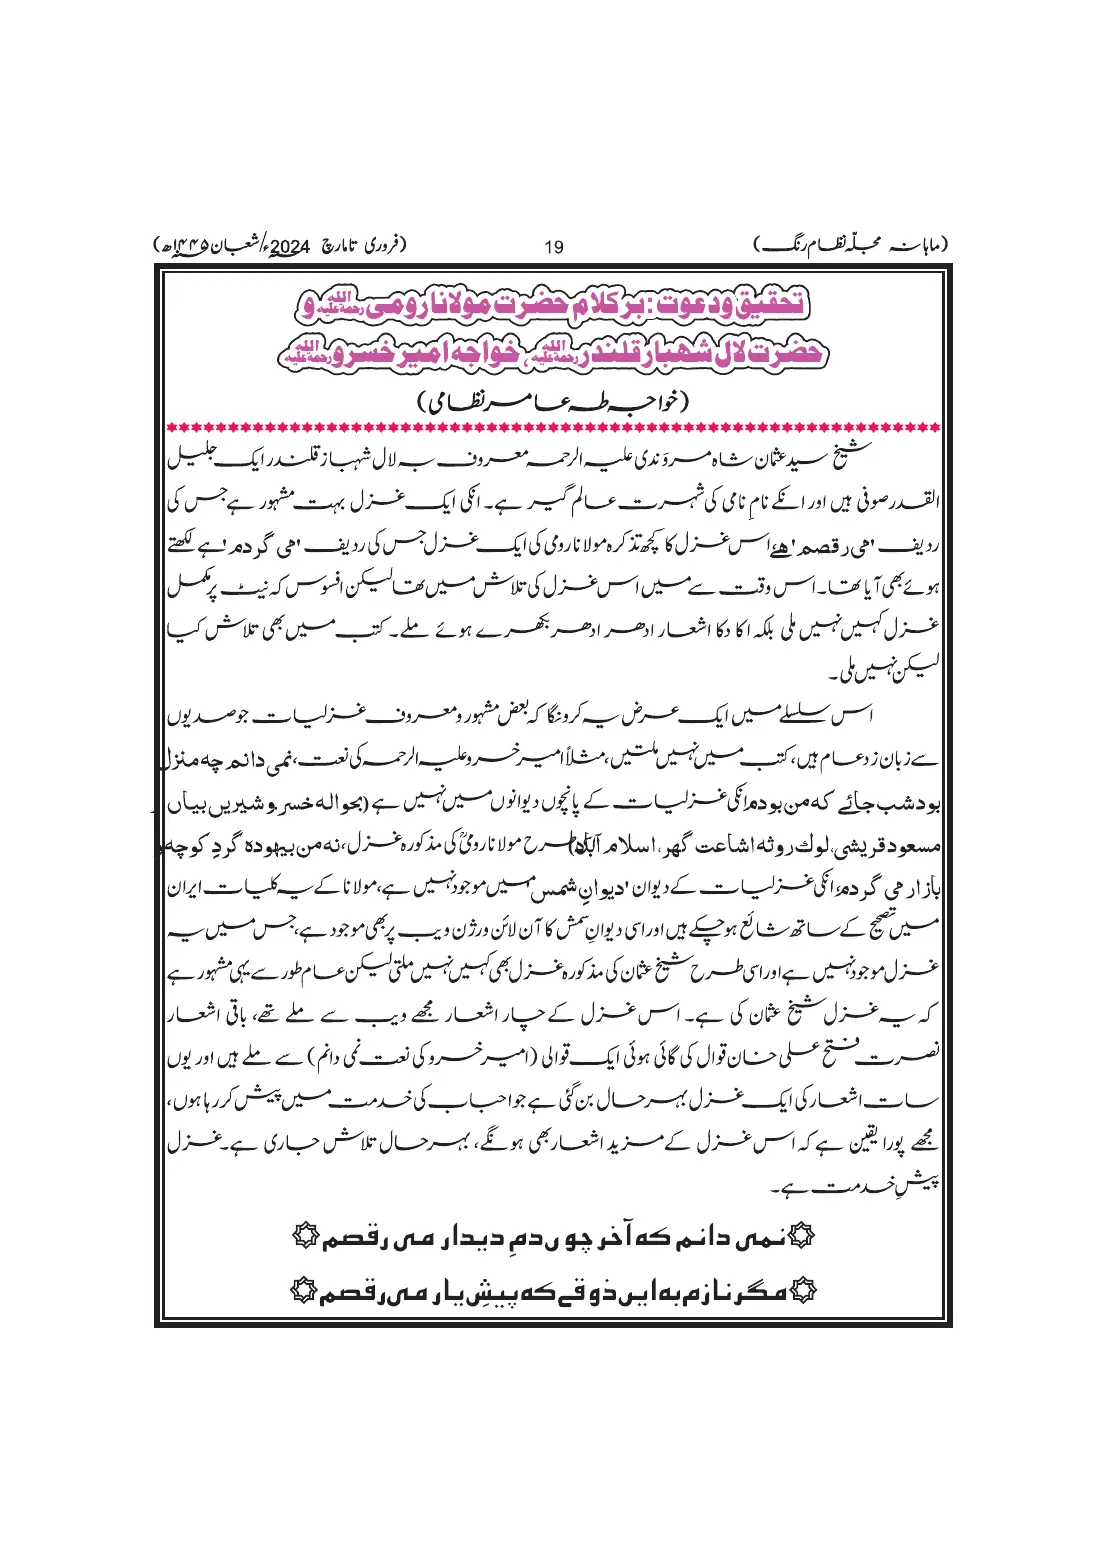 (ماہانہ مجلّہ نظام رنگ)
19
(فروری تا مارچ 2024ء/شعبان ۱۴۴۵ھ)
تحقیق و دعوت: بر کلام حضرت مولانا رومی رحمۃ اللہ علیہ و
حضرت لال شہباز قلندر رحمۃ اللہ علیہ، خواجہ امیر خسرو رحمۃ اللہ علیہ
(خواجہ طہ عامر نظامی)
شیخ سید عثمان شاہ مروَندی علیہ الرحمہ معروف بہ لال شہباز قلندر ایک جلیل
القدر صوفی ہیں اور انکے نامِ نامی کی شہرت عالم گیر ہے۔ انکی ایک غزل بہت مشہور ہے جس کی
ردیف 'می رقصم' ہے، اس غزل کا کچھ تذکرہ مولانا رومی کی ایک غزل جس کی ردیف 'می گردم' ہے لکھتے
ہوئے بھی آیا تھا۔ اس وقت سے میں اس غزل کی تلاش میں تھا لیکن افسوس کہ نیٹ پر مکمل
غزل کہیں نہیں ملی بلکہ اکا دکا اشعار ادھر ادھر بکھرے ہوئے ملے۔ کتب میں بھی تلاش کیا
لیکن نہیں ملی۔
اس سلسلے میں ایک عرض یہ کرونگا کہ بعض مشہور و معروف غزلیات جو صدیوں
سے زبان زد عام ہیں، کتب میں نہیں ملتیں، مثلاً امیر خسرو علیہ الرحمہ کی نعت، نمی دانم چہ منزل
بود شب جائے کہ من بودم انکی غزلیات کے پانچوں دیوانوں میں نہیں ہے (بحوالہ خسرو شیریں بیاں
مسعود قریشی، لوک روثہ اشاعت گھر، اسلام آباد) طرح مولانا رومیؒ کی مذکورہ غزل، نہ من بیہودہ گردِ کوچہ و
بازار می گردم، انکی غزلیات کے دیوان 'دیوانِ شمس' میں موجود نہیں ہے، مولانا کے یہ کلیات ایران
میں تصحیح کے ساتھ شائع ہو چکے ہیں اور اسی دیوانِ سمش کا آن لائن ورژن ویب پر بھی موجود ہے، جس میں یہ
غزل موجود نہیں ہے اور اسی طرح شیخ عثمان کی مذکورہ غزل بھی کہیں نہیں ملتی لیکن عام طور سے یہی مشہور ہے
کہ یہ غزل شیخ عثمان کی ہے۔ اس غزل کے چار اشعار مجھے ویب سے ملے تھے، باقی اشعار
نصرت فتح علی خان قوال کی گائی ہوئی ایک قوالی (امیر خسرو کی نعت نمی دانم) سے ملے ہیں اور یوں
سات اشعار کی ایک غزل بہر حال بن گئی ہے جو احباب کی خدمت میں پیش کر رہا ہوں،
مجھے پورا یقین ہے کہ اس غزل کے مزید اشعار بھی ہونگے، بہر حال تلاش جاری ہے۔ غزل
پیشِ خدمت ہے۔
نمی دانم کہ آخر چوں دمِ دیدار می رقصم
مگر نازم بہ ایں ذوقے کہ پیشِ یار می رقصم